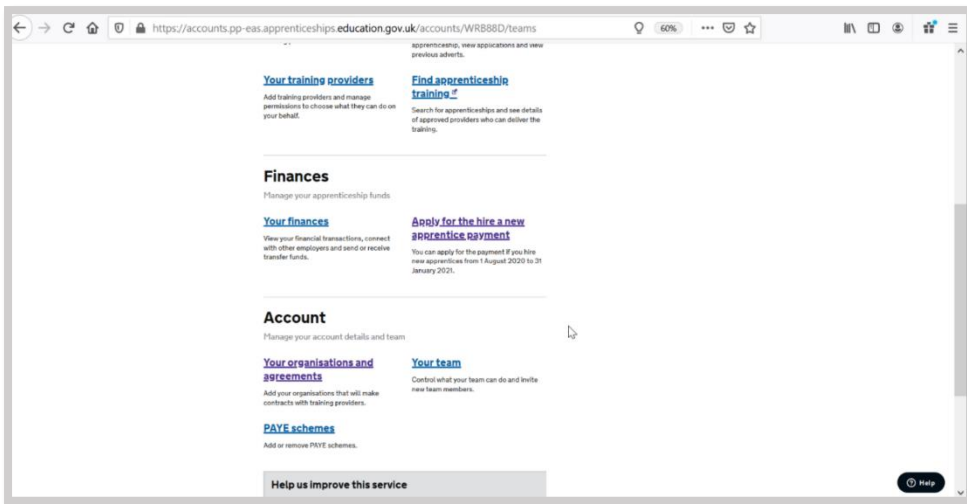 https://accounts.pp-eas.apprenticeships.education.gov.uk/accounts/WRB88D/teams
60%
apprenticeship, view applications and view
previous adverts.
Your training providers
Add training providers and manage
permissions to choose what they can do on
your behalf.
Find apprenticeship
training
Search for apprenticeships and see details
of approved providers who can deliver the
training.
Finances
Manage your apprenticeship funds
Your finances
View your financial transactions, connect
with other employers and send or receive
transfer funds.
Apply for the hire a new
apprentice payment
You can apply for the payment if you hire
new apprentices from 1 August 2020 to 31
January 2021.
Account
Manage your account details and team
Your organisations and
agreements
Add your organisations that will make
contracts with training providers.
Your team
Control what your team can do and invite
new team members.
PAYE schemes
Add or remove PAYE schemes.
Help us improve this service
Help